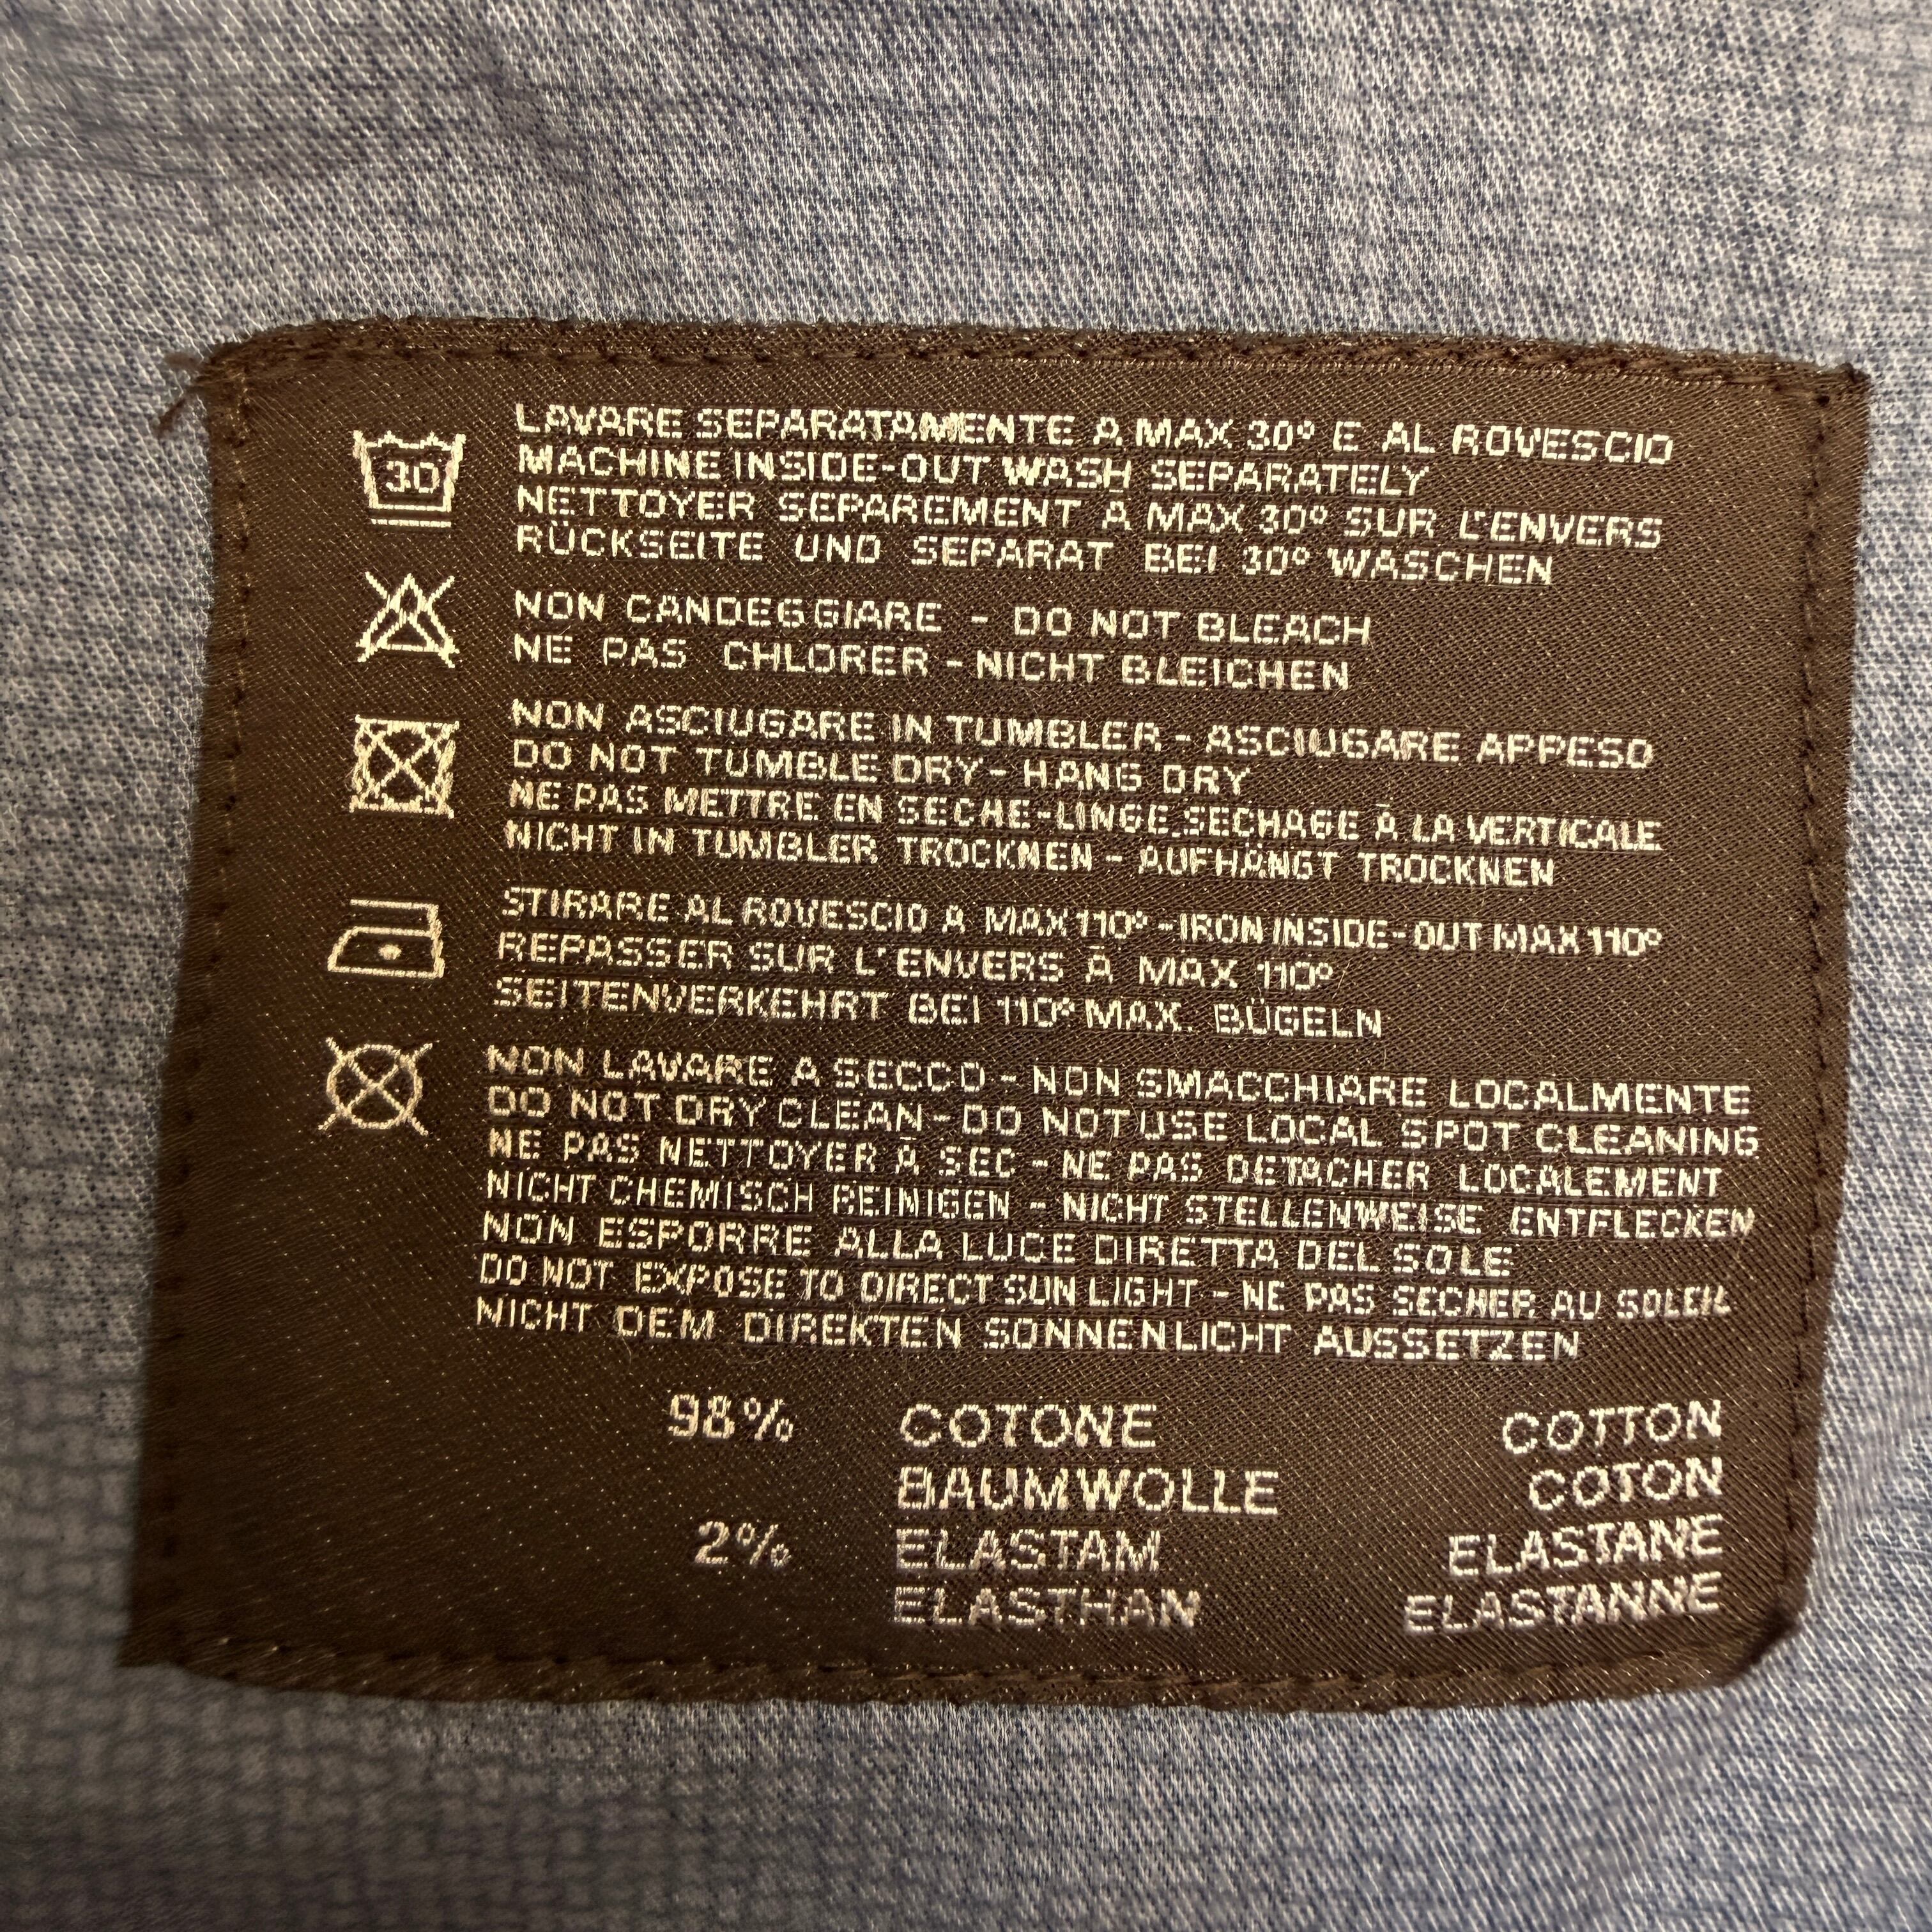 LAVARE SEPARATAMENTE A MAX 30° E AL ROVESCIO
30
MACHINE INSIDE-OUT WASH SEPARATELY
NETTOYER SEPAREMENT À MAX 30° SUR L'ENVERS
RÜCKSEITE UND SEPARAT BEI 30° WASCHEN
NON CANDEGGIARE - DO NOT BLEACH
NE PAS CHLORER - NICHT BLEICHEN
NON ASCIUGARE IN TUMBLER - ASCIUGARE APPESO
DO NOT TUMBLE DRY - HANG DRY
NE PAS METTRE EN SECHE-LINGE SECHAGE À LA VERTICALE
NICHT IN TUMBLER TROCKNEN - AUFHÄNGT TROCKNEN
STIRARE AL ROVESCIO A MAX 110° - IRON INSIDE-OUT MAX 110°
REPASSER SUR L'ENVERS À MAX 110°
SEITENVERKEHRT BEI 110° MAX. BÜGELN
NON LAVARE A SECCO - NON SMACCHIARE LOCALMENTE
DO NOT DRY CLEAN - DO NOT USE LOCAL SPOT CLEANING
NE PAS NETTOYER À SEC - NE PAS DETACHER LOCALEMENT
NICHT CHEMISCH REINIGEN - NICHT STELLENWEISE ENTFLECKEN
NON ESPORRE ALLA LUCE DIRETTA DEL SOLE
DO NOT EXPOSE TO DIRECT SUN LIGHT - NE PAS SECHER AU SOLEIL
NICHT DEM DIREKTEN SONNENLICHT AUSSETZEN
98% COTONE COTTON
BAUMWOLLE COTON
2% ELASTAM ELASTANE
ELASTHAN ELASTANNE